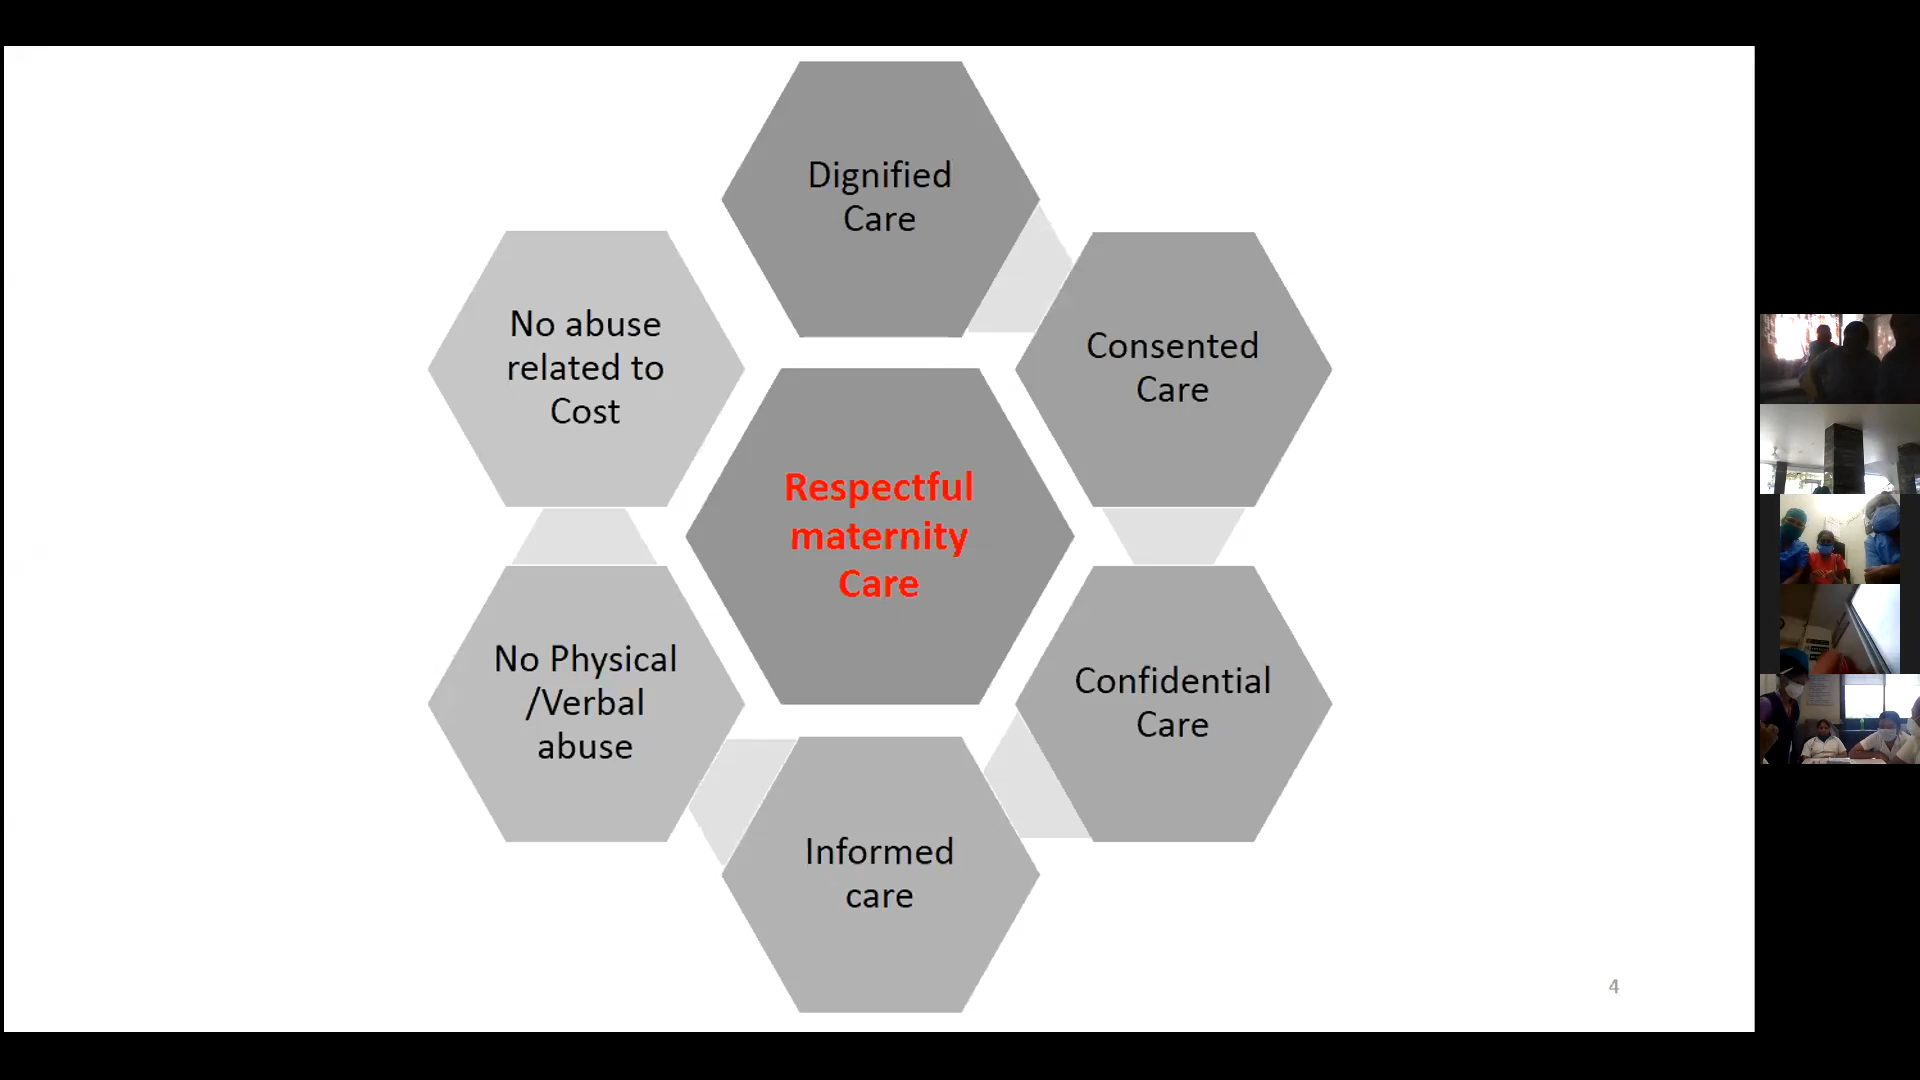 Dignified
Care
Consented
Care
Confidential
Care
Informed
care
No Physical
/Verbal
abuse
No abuse
related to
Cost
Respectful
maternity
Care
4